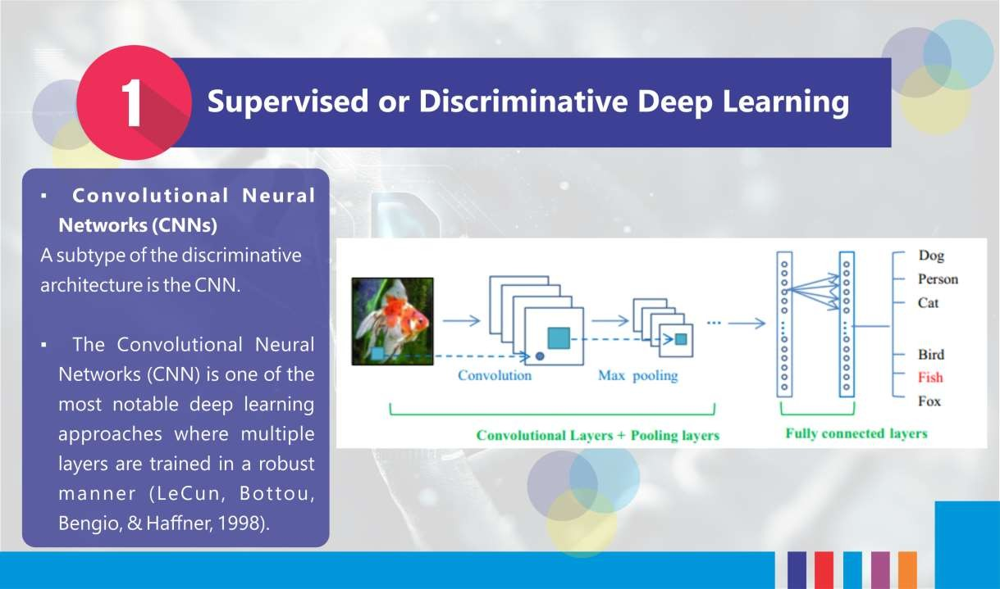 1
Supervised or Discriminative Deep Learning
▪ Convolutional Neural
Networks (CNNs)
A subtype of the discriminative
architecture is the CNN.
▪ The Convolutional Neural
Networks (CNN) is one of the
most notable deep learning
approaches where multiple
layers are trained in a robust
manner (LeCun, Bottou,
Bengio, & Haffner, 1998).
Convolution
Max pooling
...
Convolutional Layers + Pooling layers
Fully connected layers
Dog
Person
Cat
Bird
Fish
Fox